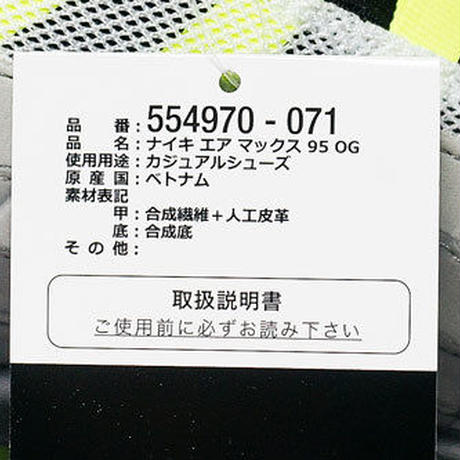 品番：554970 - 071
品名：ナイキ エア マックス 95 OG
使用用途：カジュアルシューズ
原産国：ベトナム
素材表記
甲：合成繊維＋人工皮革
底：合成底
その他：
取扱説明書
ご使用前に必ずお読み下さい